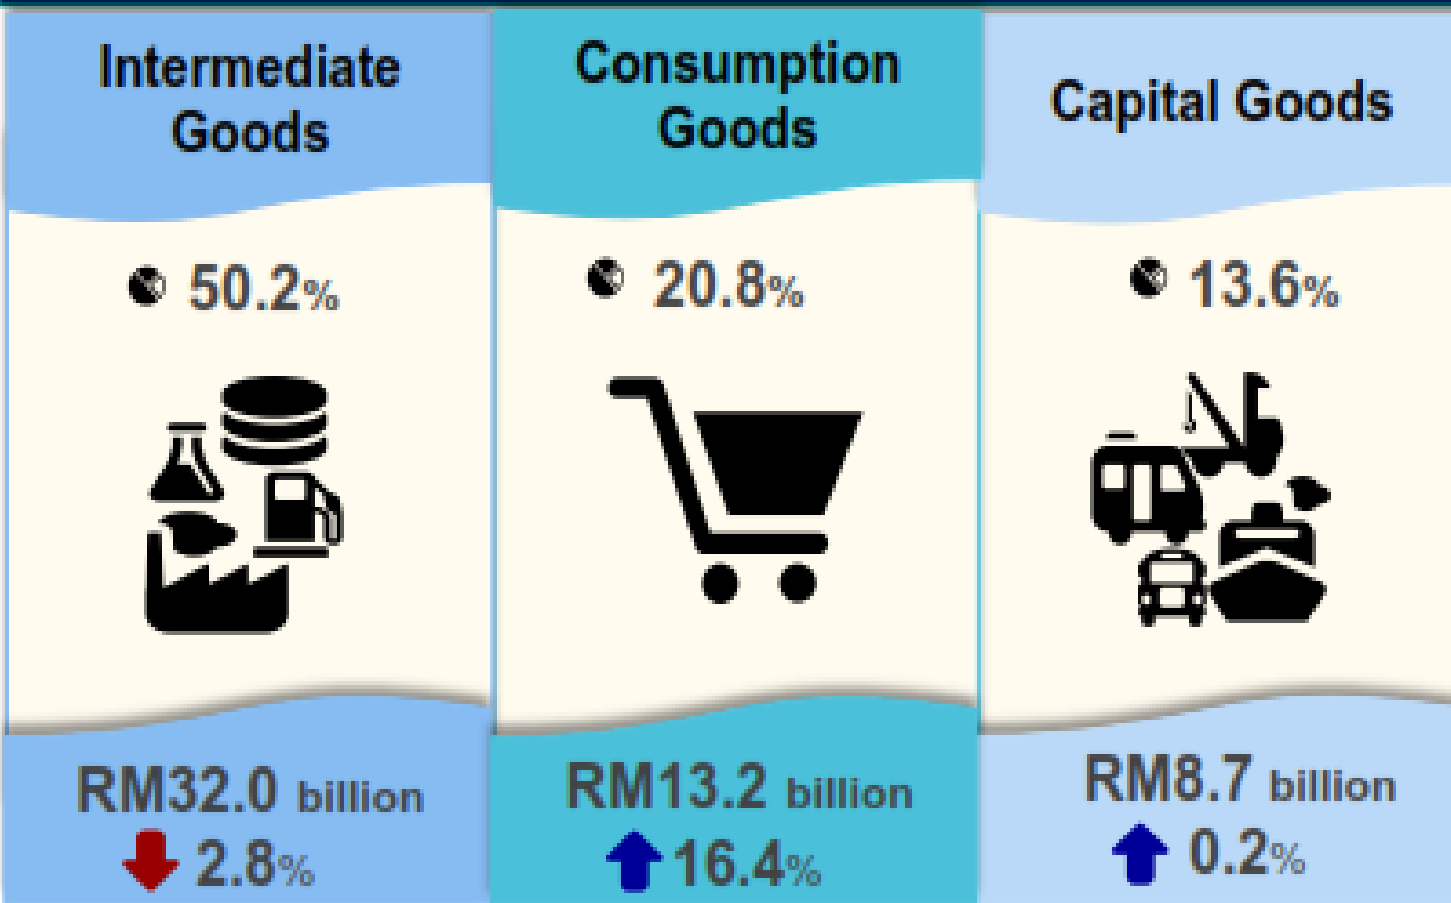 Intermediate
Goods
50.2%
RM32.0 billion
2.8%
Consumption
Goods
20.8%
RM13.2 billion
16.4%
Capital Goods
13.6%
RM8.7 billion
0.2%